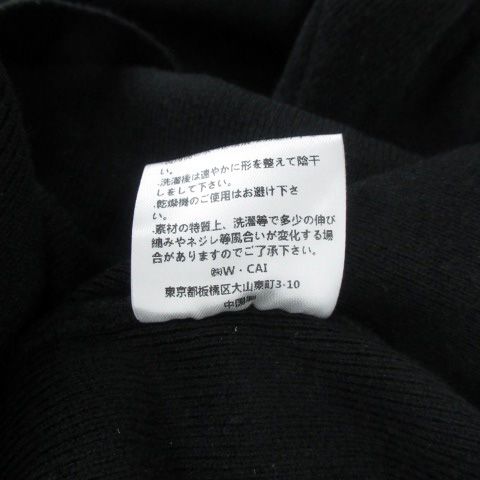 い。
・洗濯後は速やかに形を整えて陰干
しをして下さい。
・乾燥機のご使用はお避け下さ
い。
・素材の特質上、洗濯等で多少の伸び
縮みやネジレ等風合いが変化する場
合がありますのでご了承下さい。
㈱W・CAI
東京都板橋区大山東町3-10
中国製